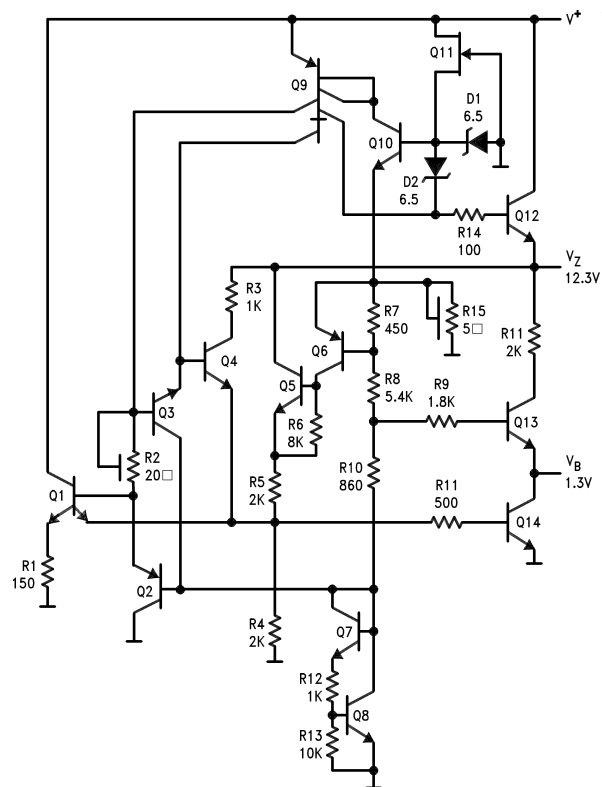 V+
Q11
Q9
D1
6.5
Q10
D2
6.5
Q12
R14
100
VZ
12.3V
R3
1K
R7
450
R15
5□
R11
2K
Q6
Q4
Q5
R8
5.4K
Q3
R9
1.8K
Q13
R6
8K
R2
20□
R10
860
VB
1.3V
Q1
R5
2K
R11
500
Q14
R1
150
Q2
R4
2K
Q7
R12
1K
Q8
R13
10K